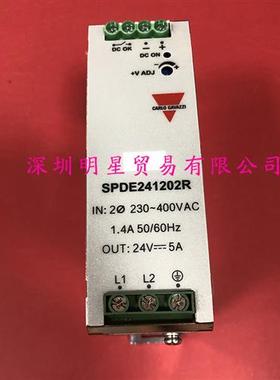 DC OK − +
DC ON
+V ADJ
CARLO GAVAZZI
深圳明星贸易有限公司
SPDE241202R
IN: 2Ø 230~400VAC
1.4A 50/60Hz
OUT: 24V⎓5A
L1 L2